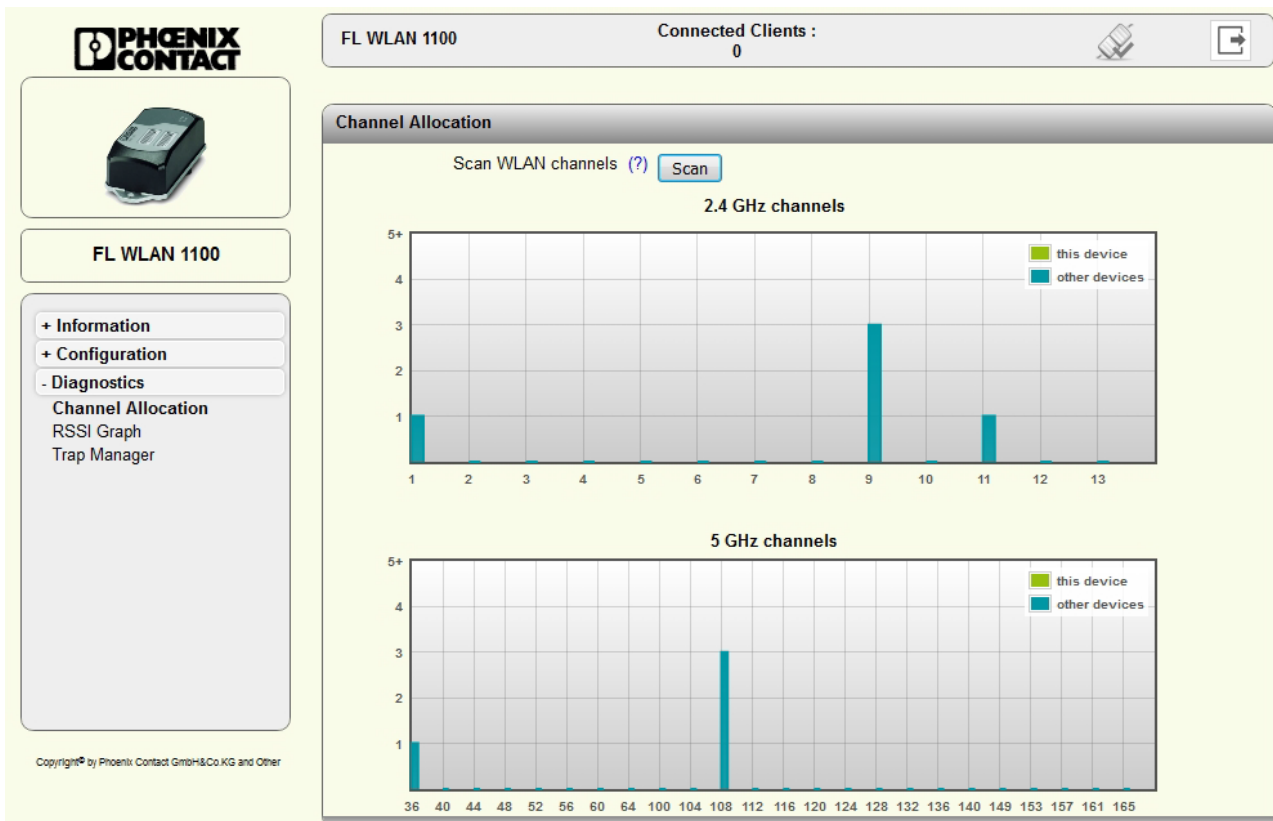 PHŒNIX
CONTACT
FL WLAN 1100
Connected Clients :
0
FL WLAN 1100
+ Information
+ Configuration
- Diagnostics
Channel Allocation
RSSI Graph
Trap Manager
Copyright© by Phoenix Contact GmbH&Co.KG and Other
Channel Allocation
Scan WLAN channels (?) Scan
2.4 GHz channels
this device
other devices
5+
4
3
2
1
1 2 3 4 5 6 7 8 9 10 11 12 13
5 GHz channels
this device
other devices
5+
4
3
2
1
36 40 44 48 52 56 60 64 100 104 108 112 116 120 124 128 132 136 140 149 153 157 161 165